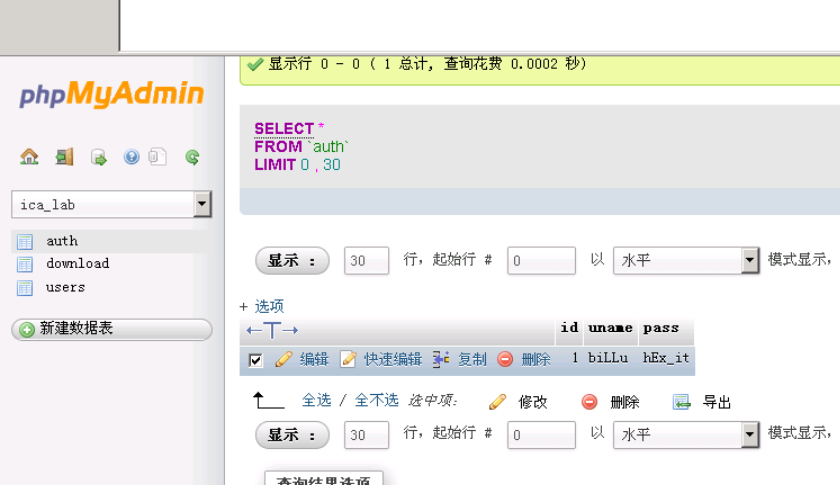 显示行 0 - 0 ( 1 总计, 查询花费 0.0002 秒)
phpMyAdmin
SELECT *
FROM `auth`
LIMIT 0 , 30
ica_lab
auth
download
users
新建数据表
显示 : 30 行, 起始行 # 0 以 水平 模式显示,
+ 选项
←T→ id uname pass
编辑 快速编辑 复制 删除 1 biLLu hEx_it
全选 / 全不选 选中项: 修改 删除 导出
显示 : 30 行, 起始行 # 0 以 水平 模式显示,
查询结果选项